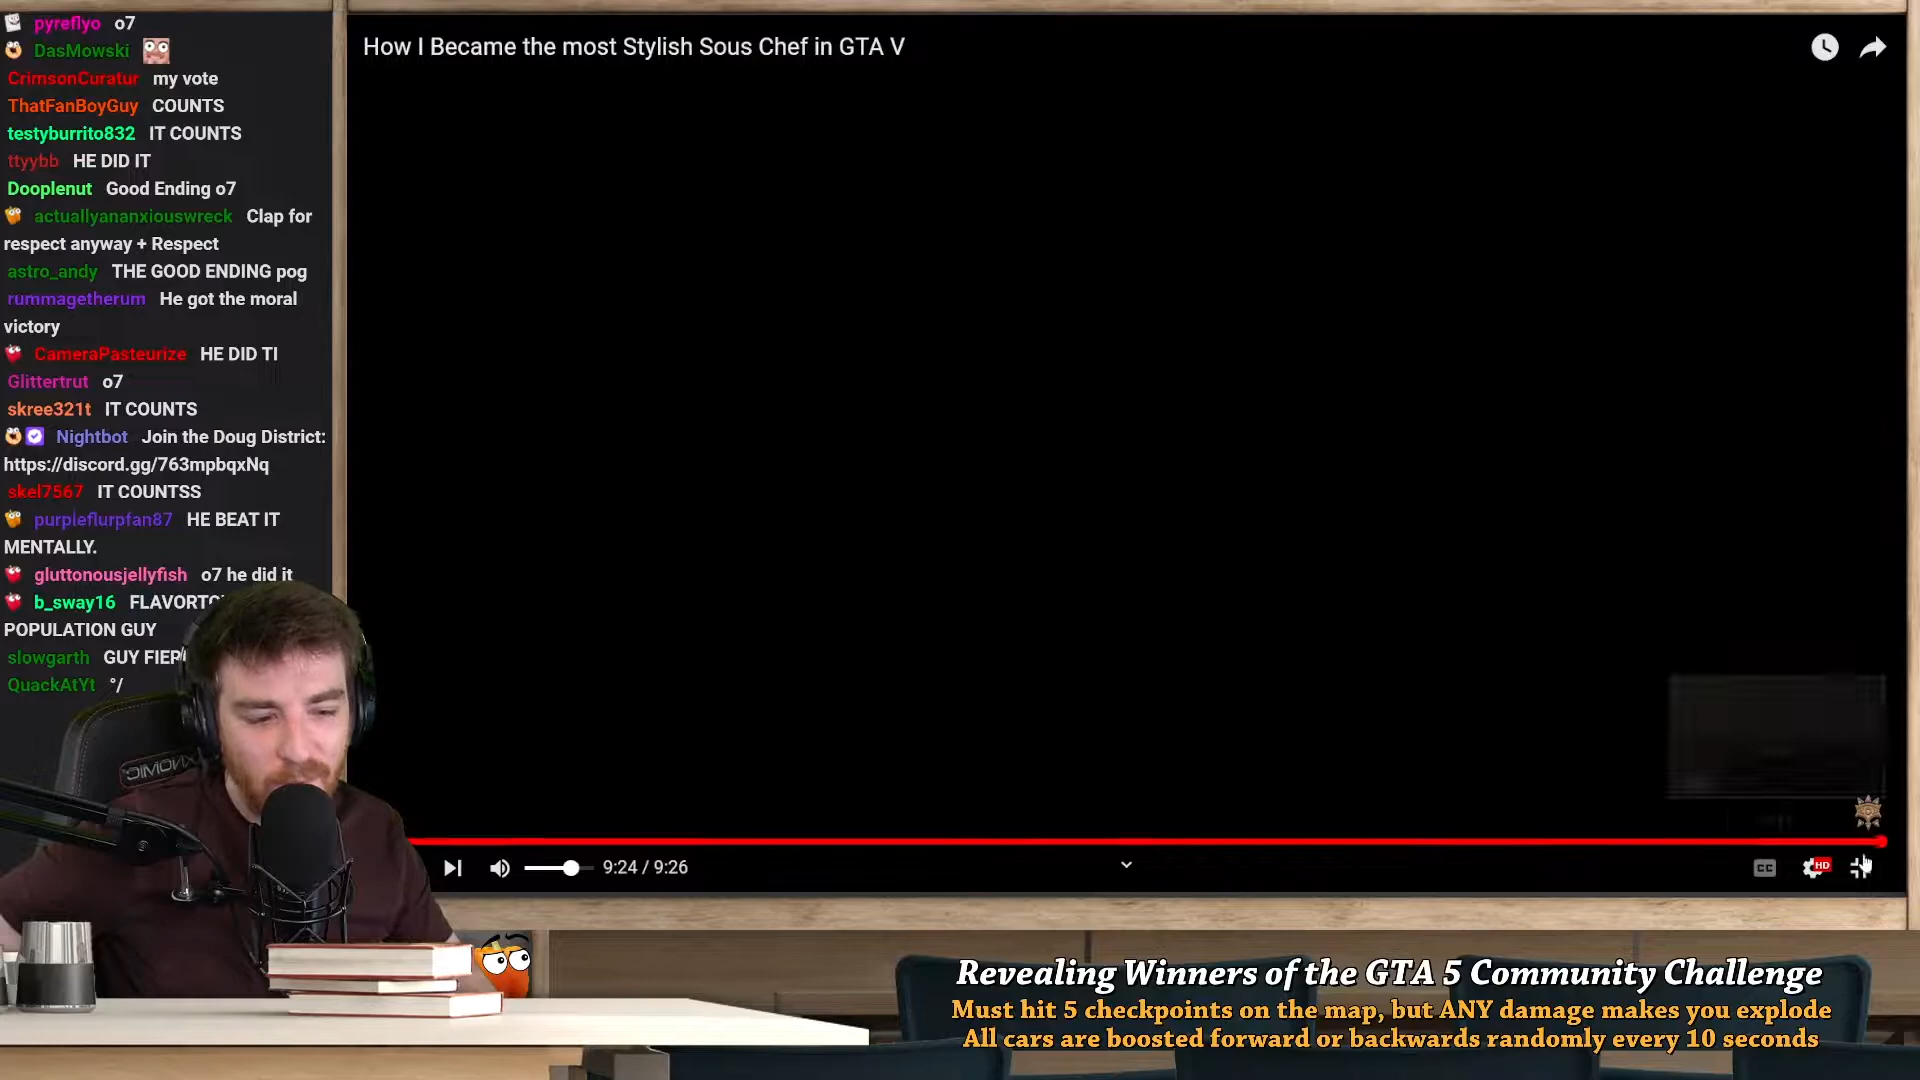 pyreflyo o7
DasMowski
CrimsonCuratur my vote
ThatFanBoyGuy COUNTS
testyburrito832 IT COUNTS
ttyybb HE DID IT
Dooplenut Good Ending o7
actuallyananxiouswreck Clap for
respect anyway + Respect
astro_andy THE GOOD ENDING pog
rummagetherum He got the moral
victory
CameraPasteurize HE DID TI
Glittertrut o7
skree321t IT COUNTS
Nightbot Join the Doug District:
https://discord.gg/763mpbqxNq
skel7567 IT COUNTSS
purpleflurpfan87 HE BEAT IT
MENTALLY.
gluttonousjellyfish o7 he did it
b_sway16
POPULATION GUY
slowgarth GUY
QuackAtYt °/
How I Became the most Stylish Sous Chef in GTA V
9:24 / 9:26
CC
HD
Revealing Winners of the GTA 5 Community Challenge
Must hit 5 checkpoints on the map, but ANY damage makes you explode
All cars are boosted forward or backwards randomly every 10 seconds